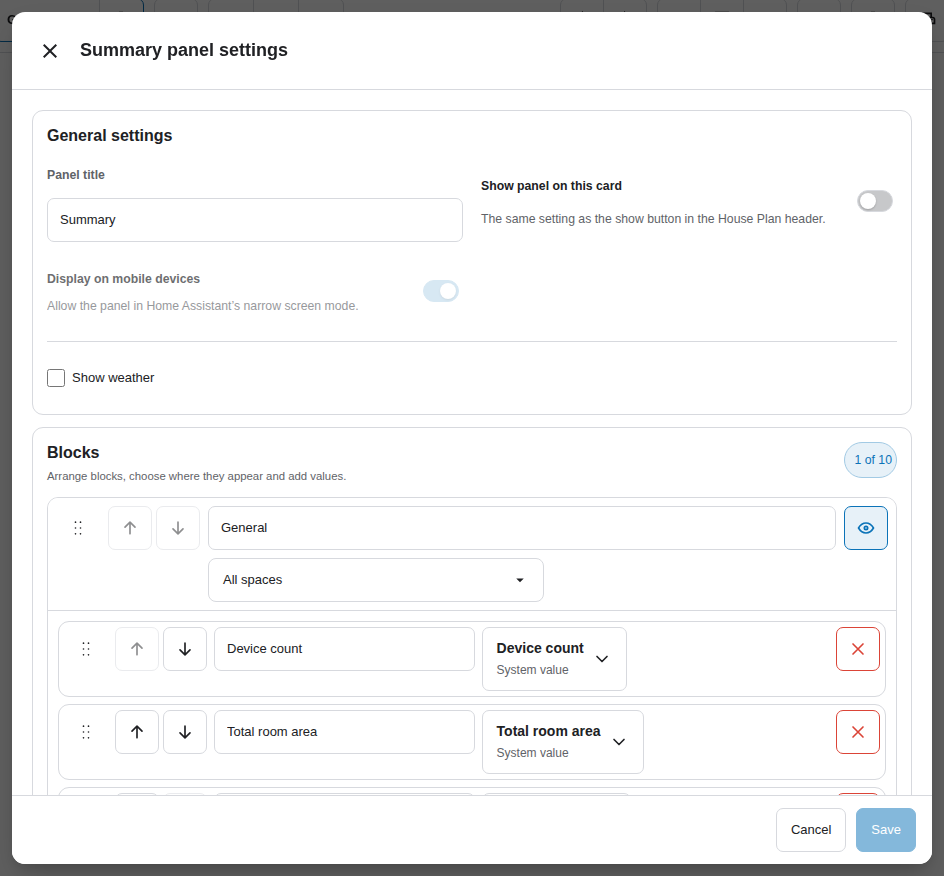 Summary panel settings
General settings
Panel title
Summary
Show panel on this card
The same setting as the show button in the House Plan header.
Display on mobile devices
Allow the panel in Home Assistant's narrow screen mode.
Show weather
Blocks
1 of 10
Arrange blocks, choose where they appear and add values.
General
All spaces
Device count
Device count
System value
Total room area
Total room area
System value
Cancel
Save